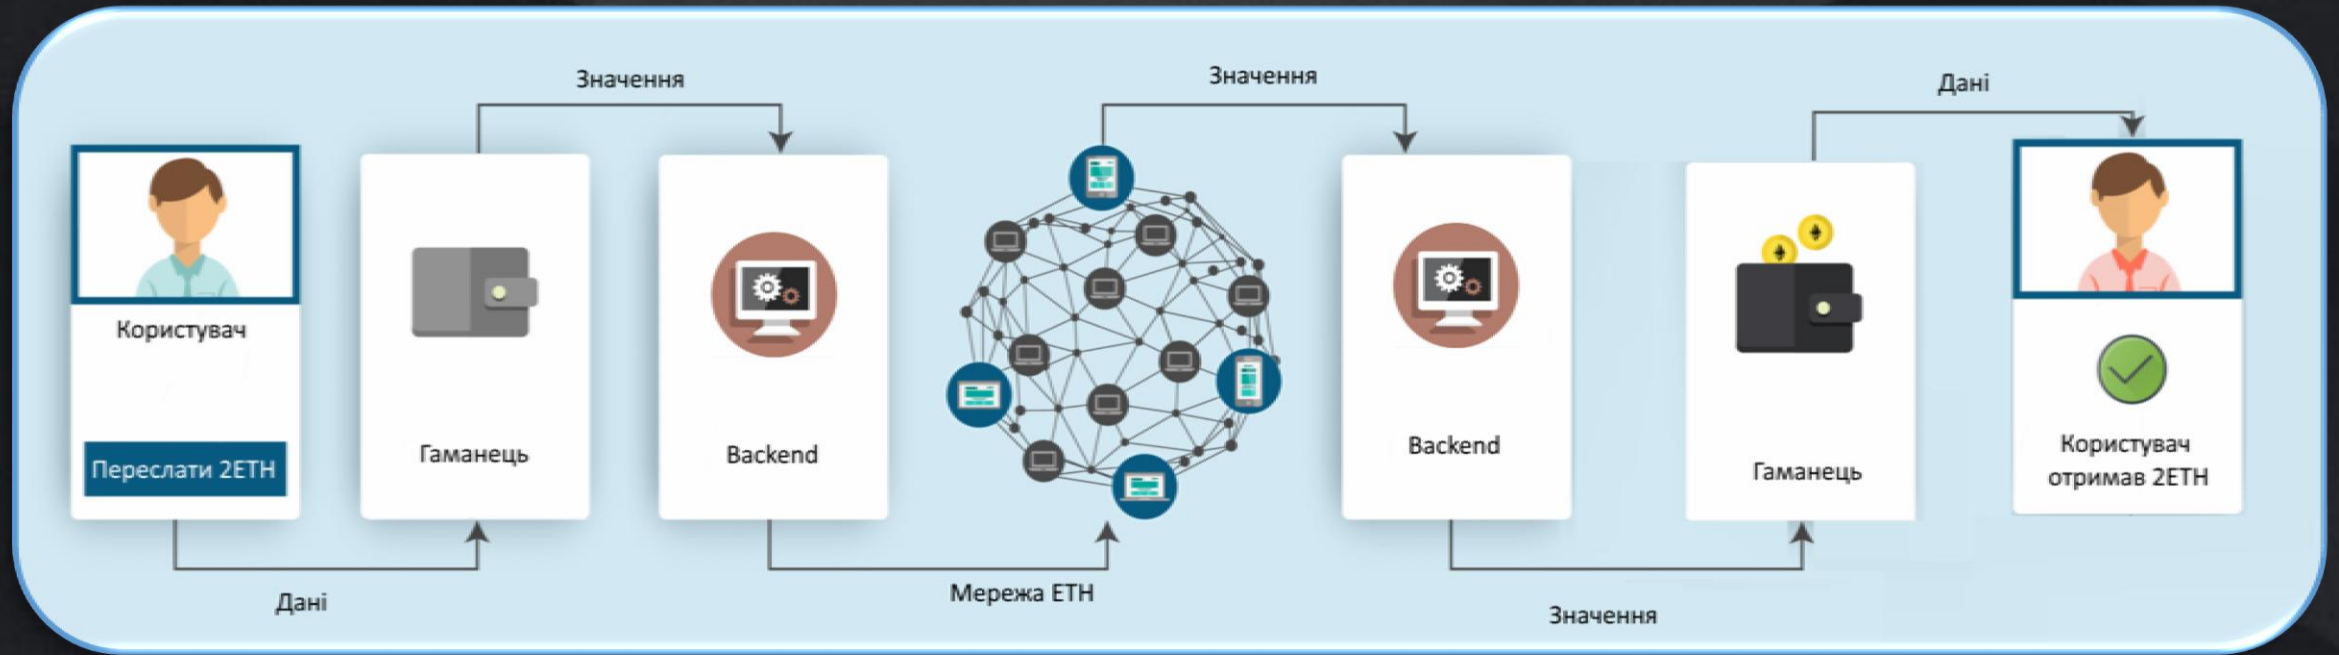 Значення
Значення
Дані
Користувач
Переслати 2ETH
Гаманець
Backend
Backend
Гаманець
Користувач
отримав 2ETH
Дані
Мережа ETH
Значення